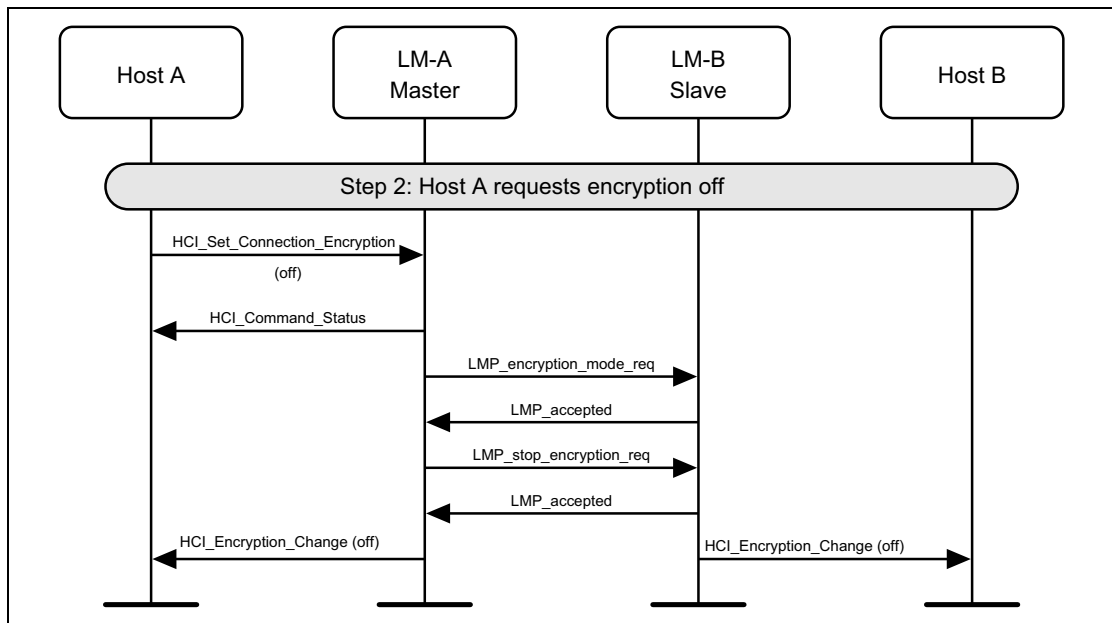 Host A
LM-A
Master
LM-B
Slave
Host B
Step 2: Host A requests encryption off
HCI_Set_Connection_Encryption
(off)
HCI_Command_Status
LMP_encryption_mode_req
LMP_accepted
LMP_stop_encryption_req
LMP_accepted
HCI_Encryption_Change (off)
HCI_Encryption_Change (off)